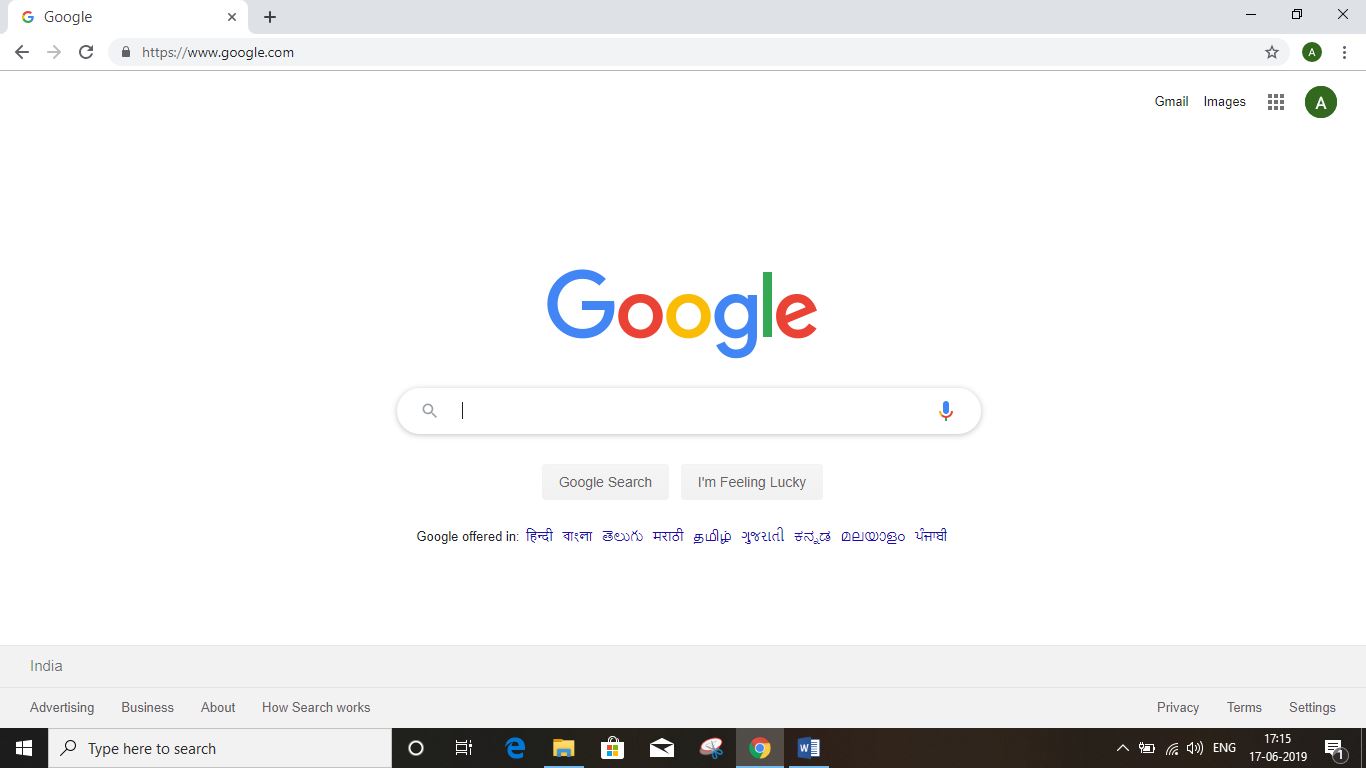 Google
https://www.google.com
A
Gmail Images
A
Google
Google Search I'm Feeling Lucky
Google offered in: हिन्दी বাংলা తెలుగు मराठी தமிழ் ગુજરાતી ಕನ್ನಡ മലയാളം ਪੰਜਾਬੀ
India
Advertising Business About How Search works Privacy Terms Settings
Type here to search
W
ENG
17:15
17-06-2019
1